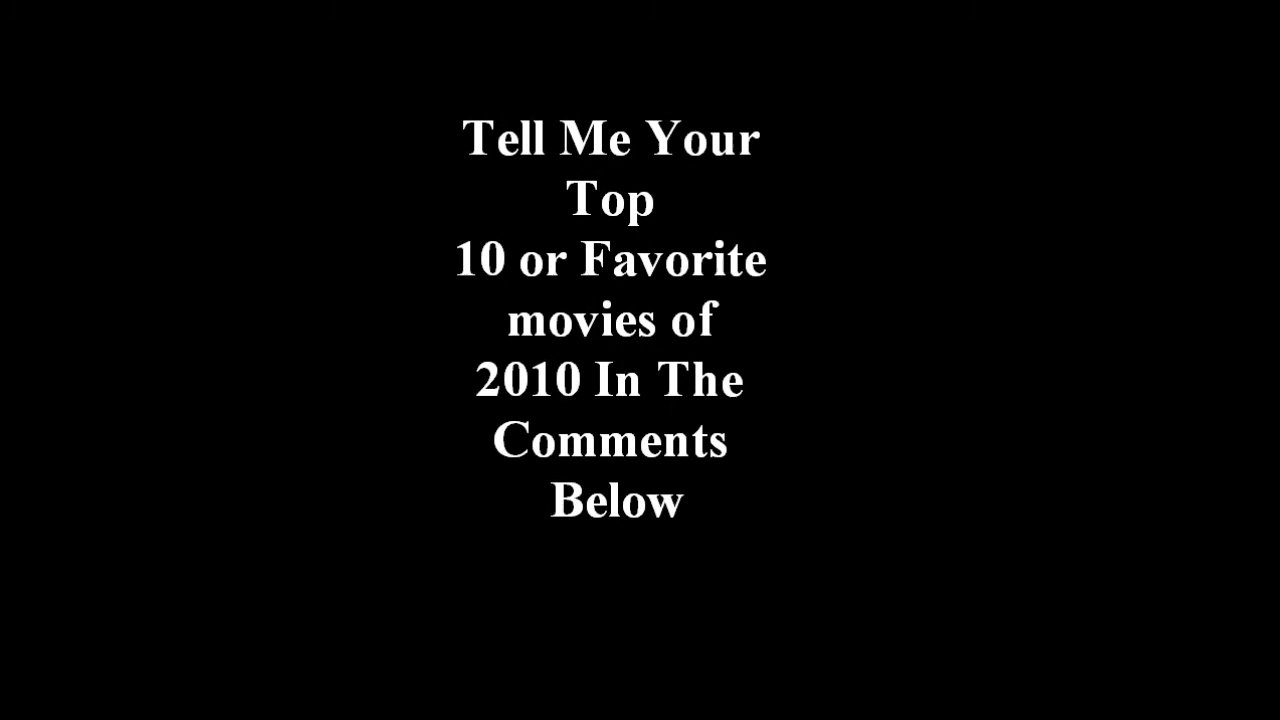 Tell Me Your
Top
10 or Favorite
movies of
2010 In The
Comments
Below